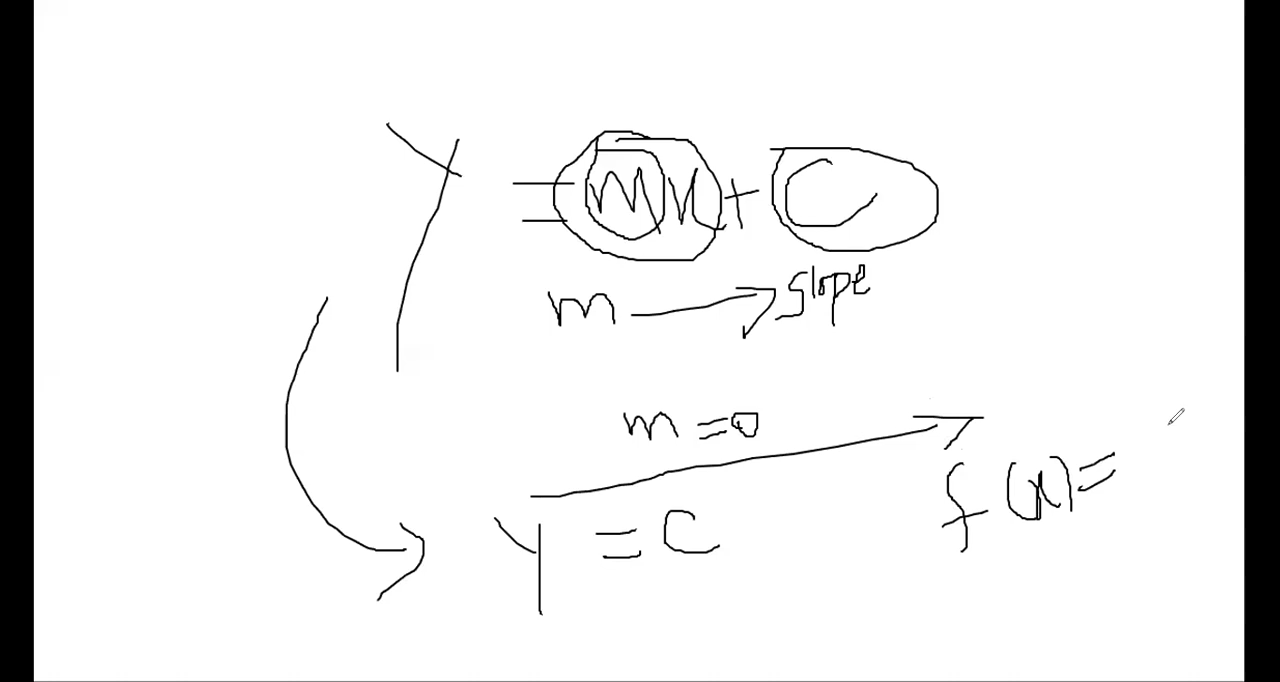 y = mx + c
m → slope
m = 0
y = c
f(x) =